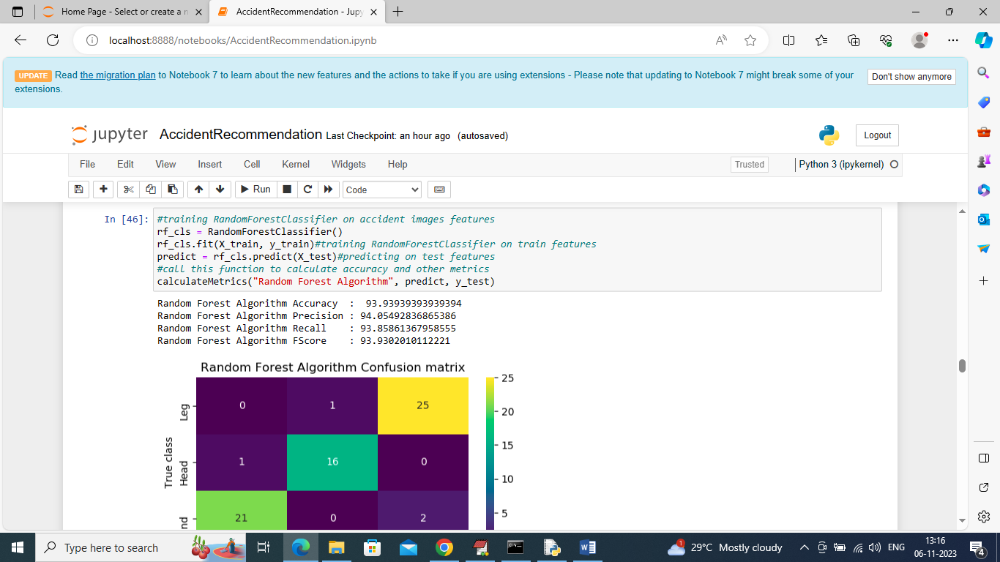 Home Page - Select or create a n
AccidentRecommendation - Jupy
localhost:8888/notebooks/AccidentRecommendation.ipynb
UPDATE Read the migration plan to Notebook 7 to learn about the new features and the actions to take if you are using extensions - Please note that updating to Notebook 7 might break some of your
extensions.
Don't show anymore
jupyter AccidentRecommendation Last Checkpoint: an hour ago (autosaved)
Logout
File Edit View Insert Cell Kernel Widgets Help
Trusted
Python 3 (ipykernel)
Run
Code
In [46]:
#training RandomForestClassifier on accident images features
rf_cls = RandomForestClassifier()
rf_cls.fit(X_train, y_train)#training RandomForestClassifier on train features
predict = rf_cls.predict(X_test)#predicting on test features
#call this function to calculate accuracy and other metrics
calculateMetrics("Random Forest Algorithm", predict, y_test)
Random Forest Algorithm Accuracy  :  93.93939393939394
Random Forest Algorithm Precision : 94.05492836865386
Random Forest Algorithm Recall    : 93.85861367958555
Random Forest Algorithm FScore    : 93.9302010112221
Random Forest Algorithm Confusion matrix
True class
Leg 0 1 25
Head 1 16 0
nd 21 0 2
25
20
15
10
5
Type here to search
29°C Mostly cloudy
ENG
13:16
06-11-2023
4